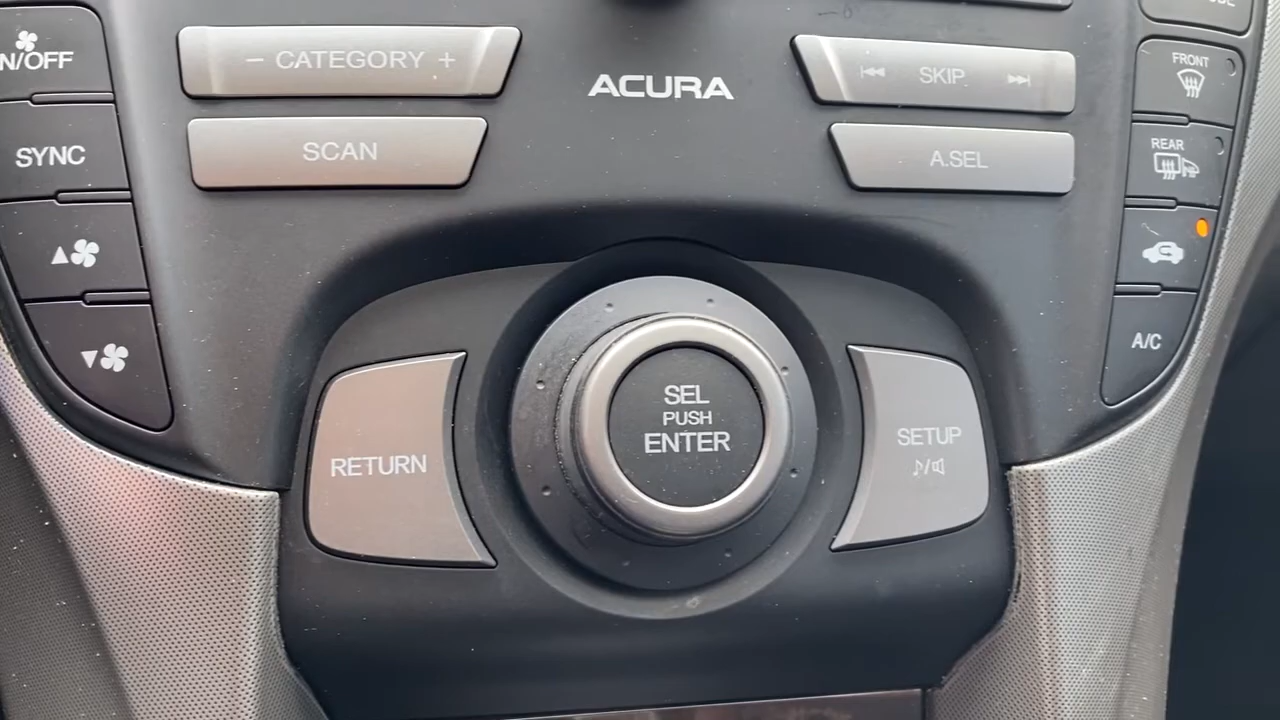 N/OFF
SYNC
− CATEGORY +
SCAN
ACURA
SKIP
A.SEL
FRONT
REAR
A/C
RETURN
SEL
PUSH
ENTER
SETUP